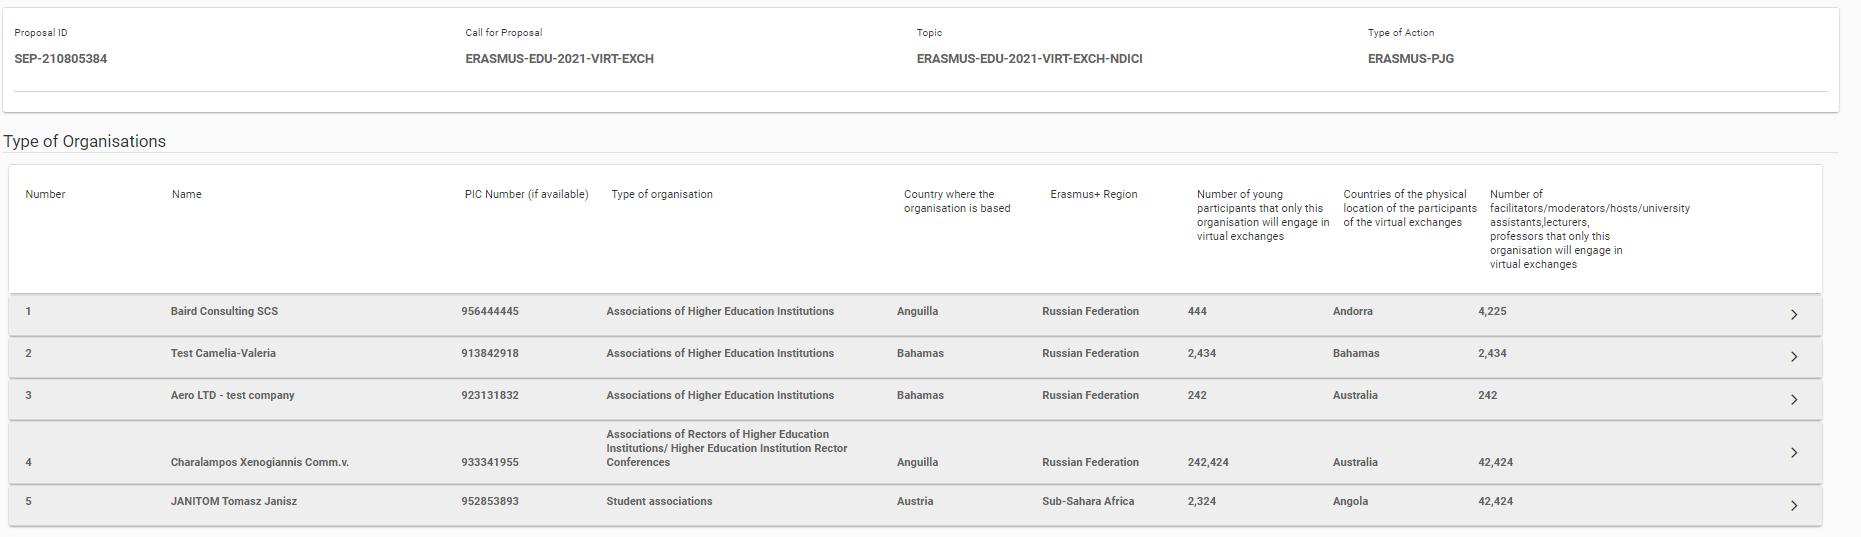 Proposal ID
Call for Proposal
Topic
Type of Action
SEP-210805384
ERASMUS-EDU-2021-VIRT-EXCH
ERASMUS-EDU-2021-VIRT-EXCH-NDICI
ERASMUS-PJG
Type of Organisations
Number
Name
PIC Number (if available)
Type of organisation
Country where the
organisation is based
Erasmus+ Region
Number of young
participants that only this
organisation will engage in
virtual exchanges
Countries of the physical
location of the participants
of the virtual exchanges
Number of
facilitators/moderators/hosts/university
assistants,lecturers,
professors that only this
organisation will engage in
virtual exchanges
1 Baird Consulting SCS 956444445 Associations of Higher Education Institutions Anguilla Russian Federation 444 Andorra 4,225
2 Test Camelia-Valeria 913842918 Associations of Higher Education Institutions Bahamas Russian Federation 2,434 Bahamas 2,434
3 Aero LTD - test company 923131832 Associations of Higher Education Institutions Bahamas Russian Federation 242 Australia 242
Associations of Rectors of Higher Education
Institutions/ Higher Education Institution Rector
4 Charalampos Xenogiannis Comm.v. 933341955 Conferences Anguilla Russian Federation 242,424 Australia 42,424
5 JANITOM Tomasz Janisz 952853893 Student associations Austria Sub-Sahara Africa 2,324 Angola 42,424